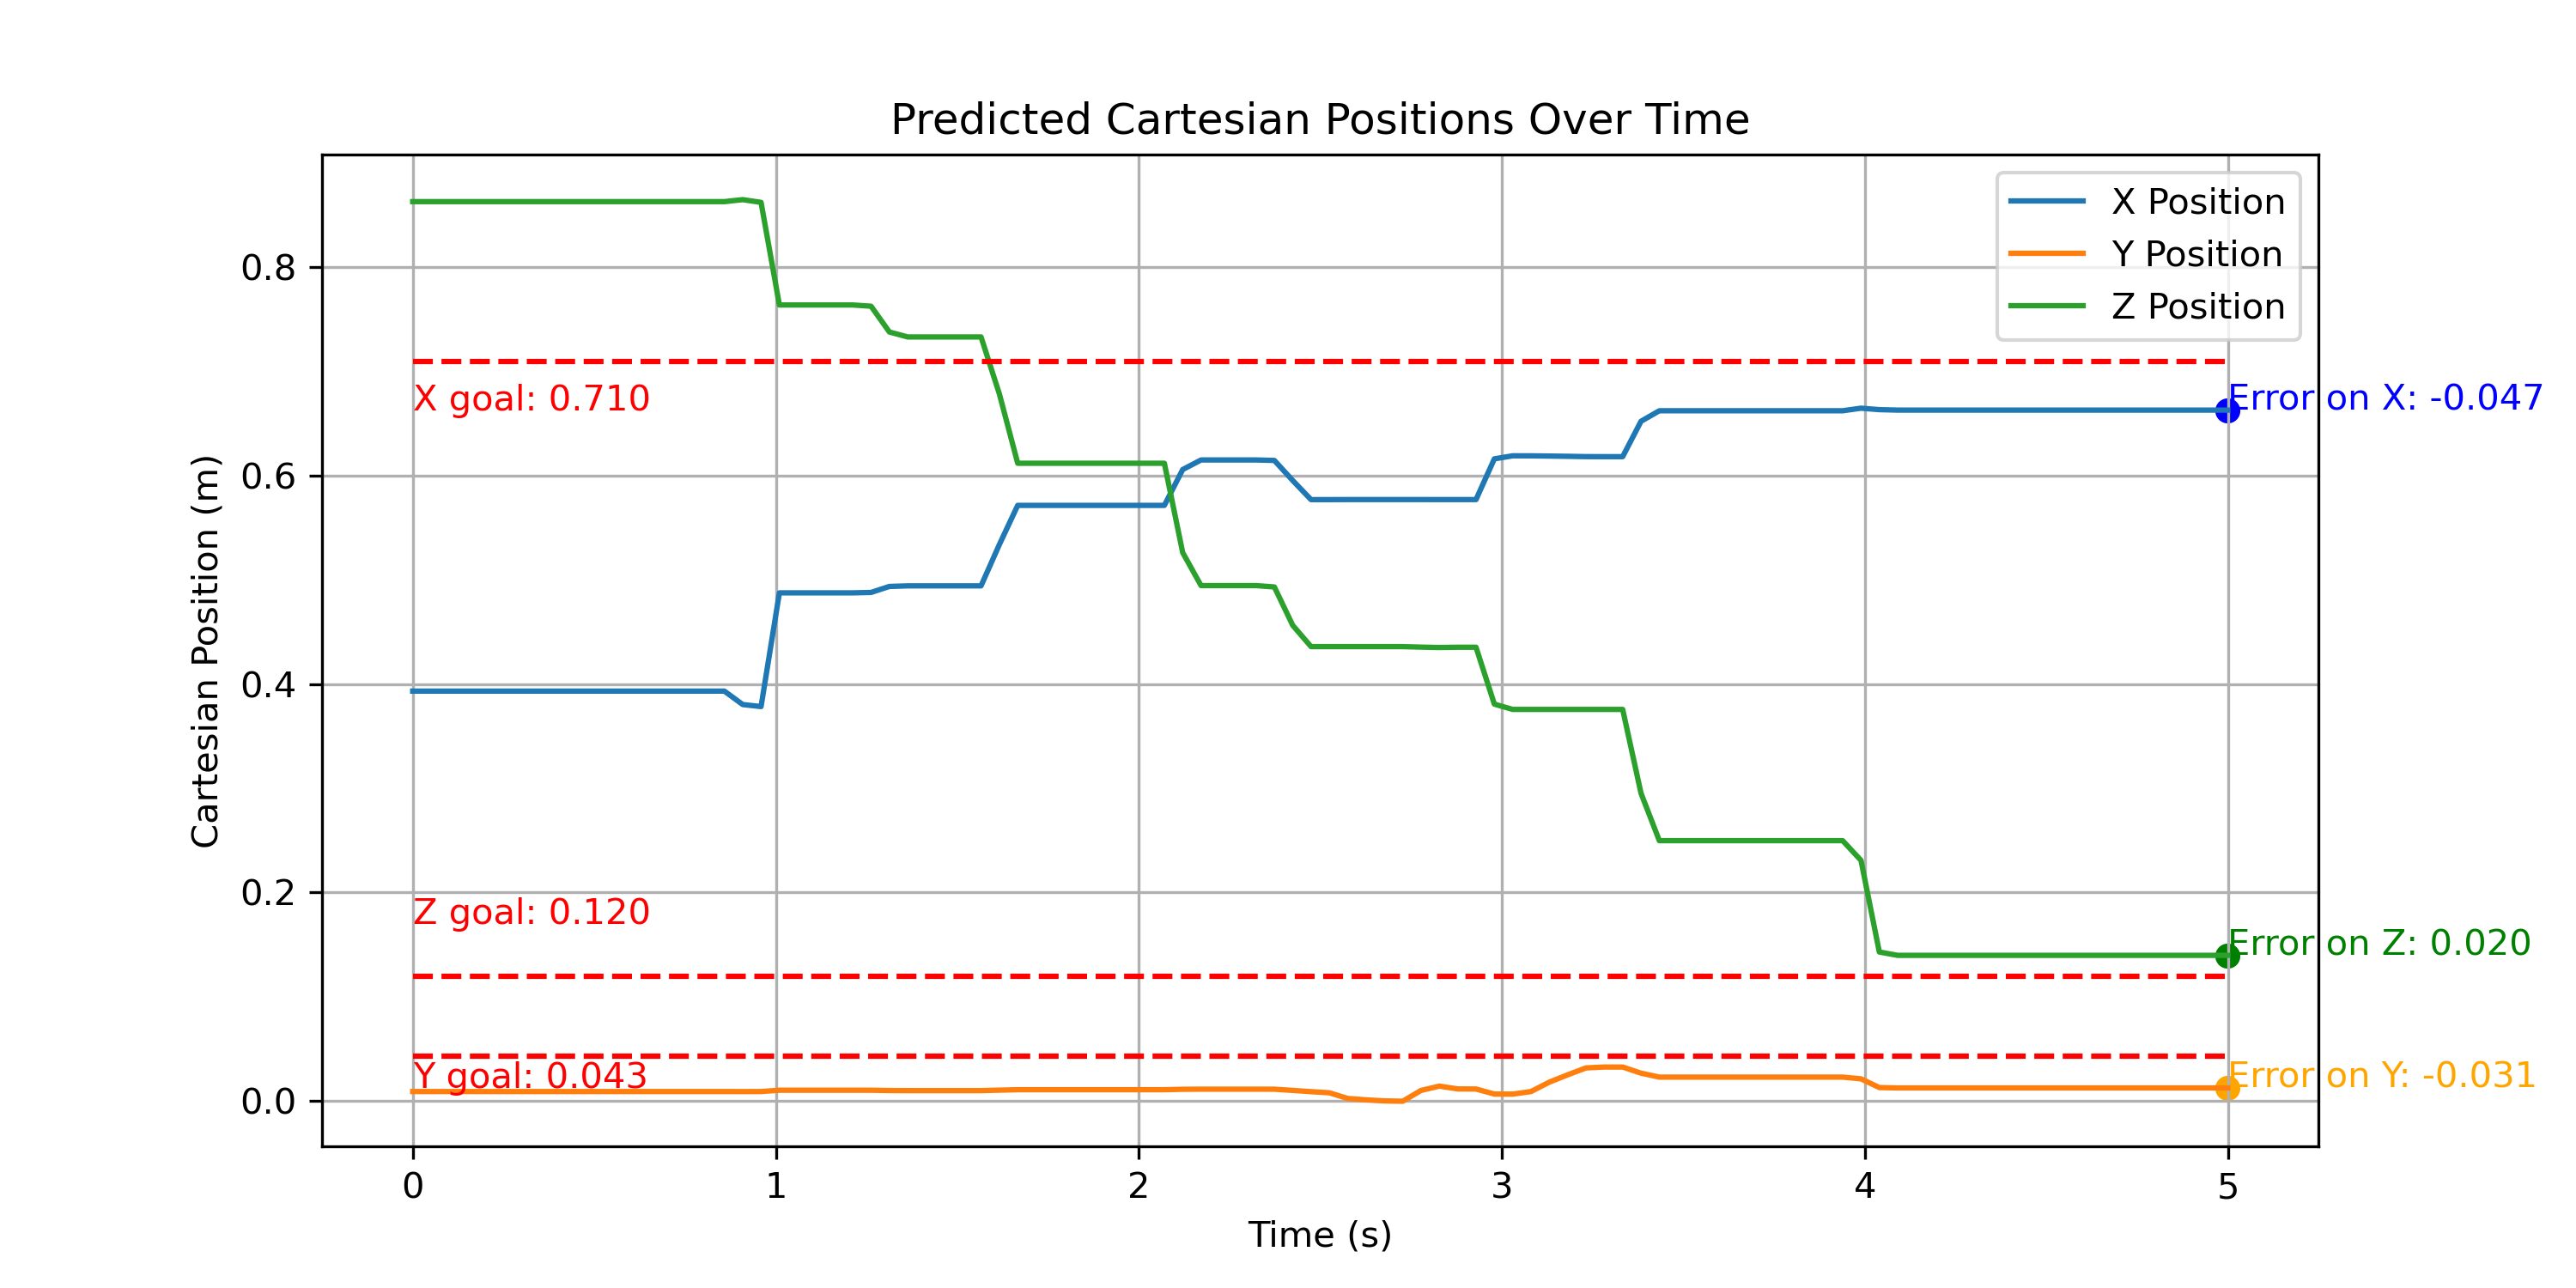 Predicted Cartesian Positions Over Time
X Position
Y Position
Z Position
0.8
X goal: 0.710
Error on X: -0.047
0.6
Cartesian Position (m)
0.4
0.2
Z goal: 0.120
Error on Z: 0.020
Y goal: 0.043
Error on Y: -0.031
0.0
0 1 2 3 4 5
Time (s)